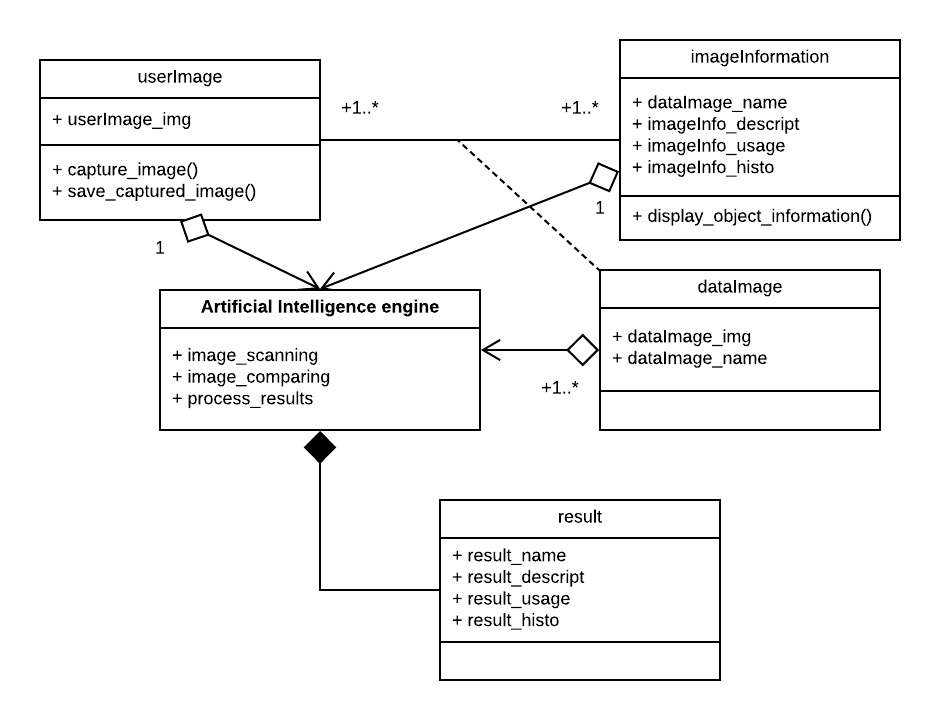 userImage
+ userImage_img
+ capture_image()
+ save_captured_image()
1
+1..*
+1..*
imageInformation
+ dataImage_name
+ imageInfo_descript
+ imageInfo_usage
+ imageInfo_histo
+ display_object_information()
1
Artificial Intelligence engine
+ image_scanning
+ image_comparing
+ process_results
dataImage
+ dataImage_img
+ dataImage_name
+1..*
result
+ result_name
+ result_descript
+ result_usage
+ result_histo